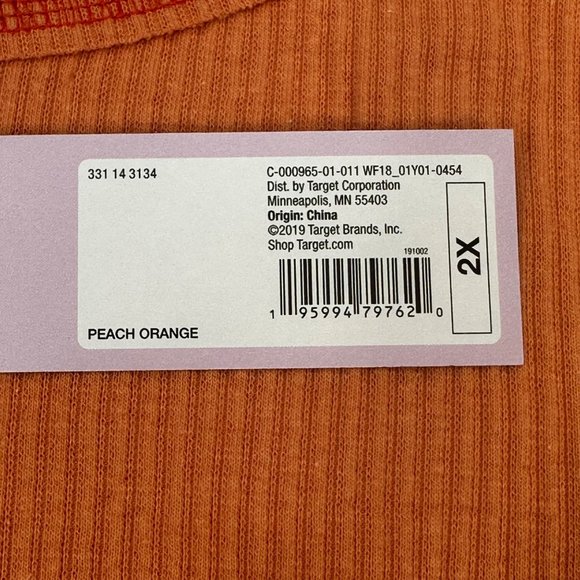 331 14 3134
C-000965-01-011 WF18_01Y01-0454
Dist. by Target Corporation
Minneapolis, MN 55403
Origin: China
©2019 Target Brands, Inc.
Shop Target.com
191002
1 95994 79762 0
2X
PEACH ORANGE